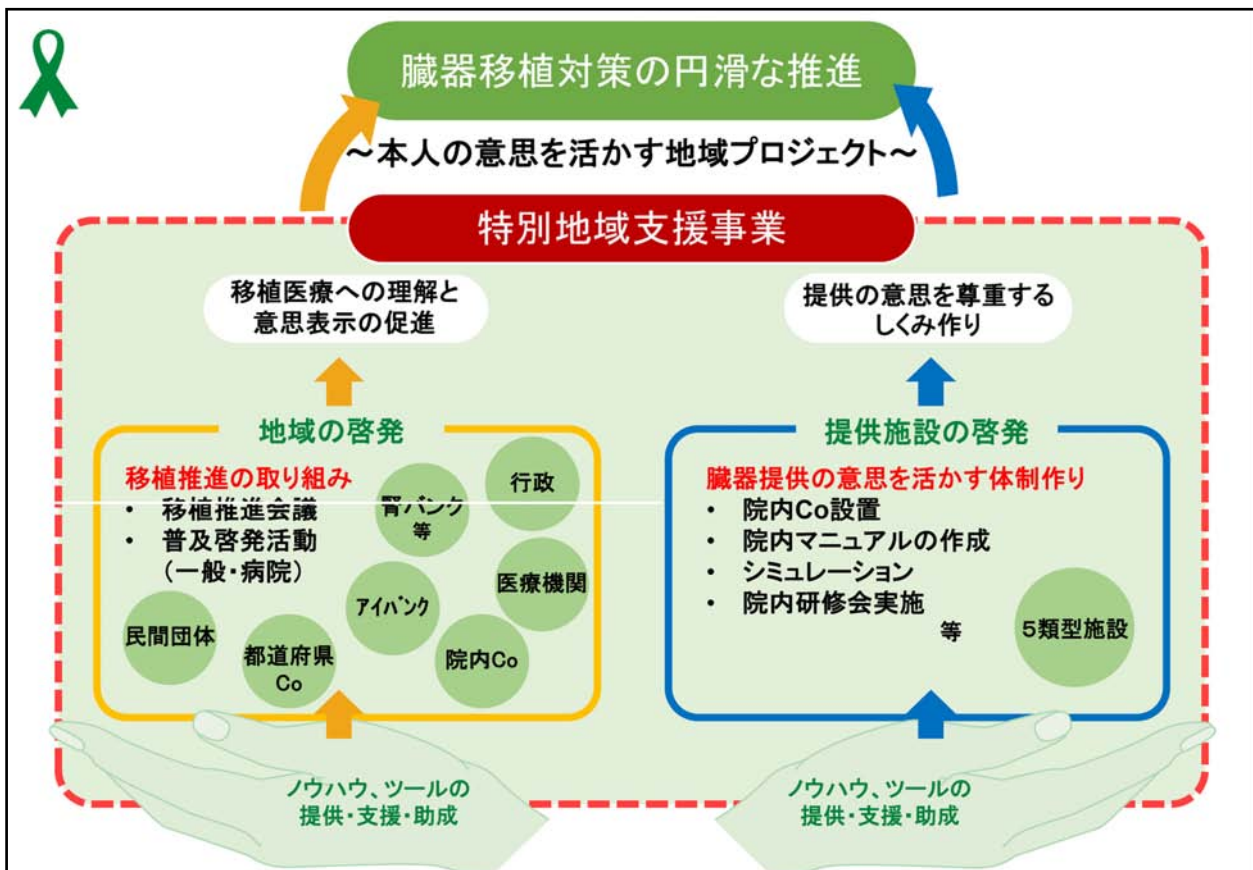 臓器移植対策の円滑な推進
～本人の意思を活かす地域プロジェクト～
特別地域支援事業
移植医療への理解と
意思表示の促進
地域の啓発
移植推進の取り組み
• 移植推進会議
• 普及啓発活動
(一般・病院)
腎バンク
等
行政
医療機関
アイバンク
民間団体
都道府県
Co
院内Co
ノウハウ、ツールの
提供・支援・助成
提供の意思を尊重する
しくみ作り
提供施設の啓発
臓器提供の意思を活かす体制作り
• 院内Co設置
• 院内マニュアルの作成
• シミュレーション
• 院内研修会実施
等
５類型施設
ノウハウ、ツールの
提供・支援・助成